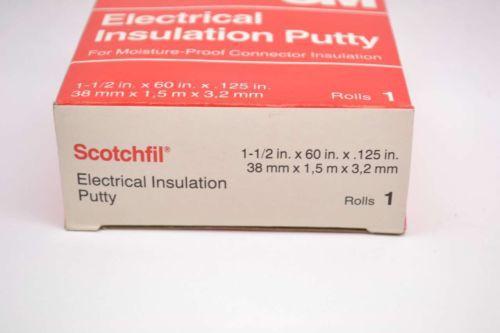 3M
Electrical
Insulation Putty
For Moisture-Proof Connector Insulation
1-1/2 in. x 60 in. x .125 in.
38 mm x 1,5 m x 3,2 mm
Rolls 1
Scotchfil®
1-1/2 in. x 60 in. x .125 in.
38 mm x 1,5 m x 3,2 mm
Electrical Insulation
Putty
Rolls 1